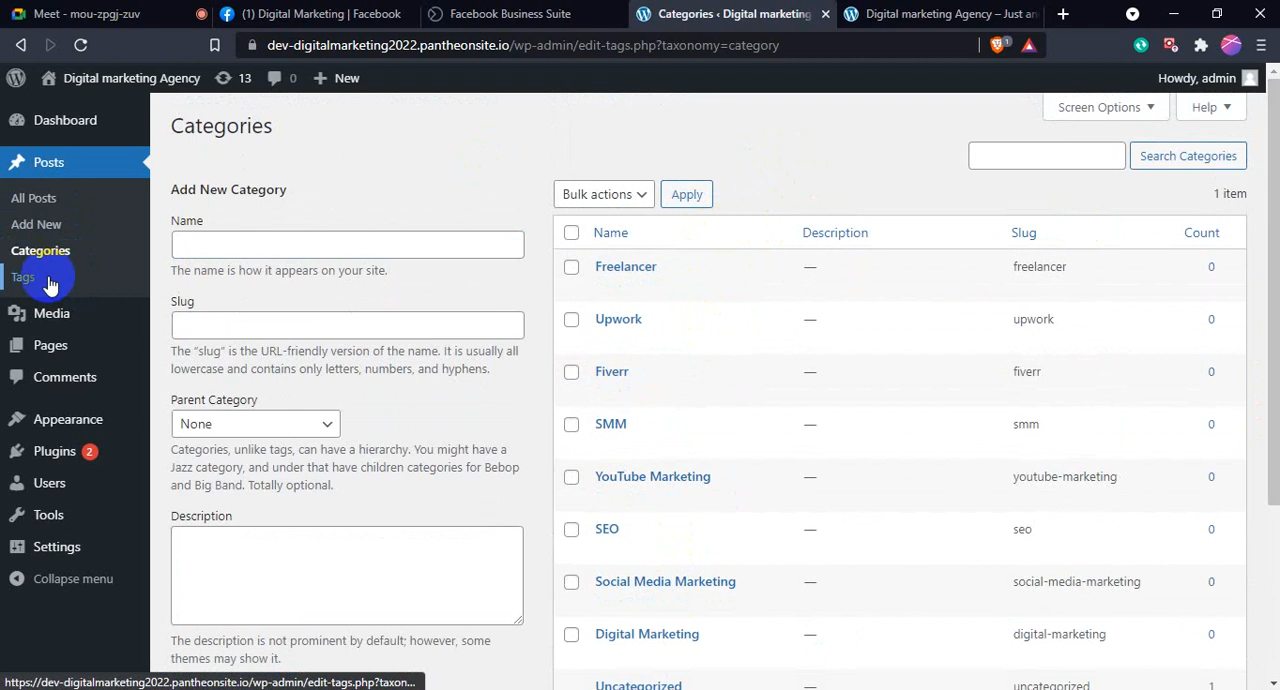 Meet - mou-zpgj-zuv
(1) Digital Marketing | Facebook
Facebook Business Suite
Categories ‹ Digital marketing
Digital marketing Agency – Just an
dev-digitalmarketing2022.pantheonsite.io/wp-admin/edit-tags.php?taxonomy=category
1
Digital marketing Agency
13
0
New
Howdy, admin
Dashboard
Posts
All Posts
Add New
Categories
Tags
Media
Pages
Comments
Appearance
Plugins 2
Users
Tools
Settings
Collapse menu
Screen Options
Help
Categories
Search Categories
Add New Category
Name
The name is how it appears on your site.
Slug
The “slug” is the URL-friendly version of the name. It is usually all
lowercase and contains only letters, numbers, and hyphens.
Parent Category
None
Categories, unlike tags, can have a hierarchy. You might have a
Jazz category, and under that have children categories for Bebop
and Big Band. Totally optional.
Description
The description is not prominent by default; however, some
themes may show it.
Bulk actions
Apply
1 item
Name Description Slug Count
Freelancer — freelancer 0
Upwork — upwork 0
Fiverr — fiverr 0
SMM — smm 0
YouTube Marketing — youtube-marketing 0
SEO — seo 0
Social Media Marketing — social-media-marketing 0
Digital Marketing — digital-marketing 0
Uncategorized — uncategorized 1
https://dev-digitalmarketing2022.pantheonsite.io/wp-admin/edit-tags.php?taxon...